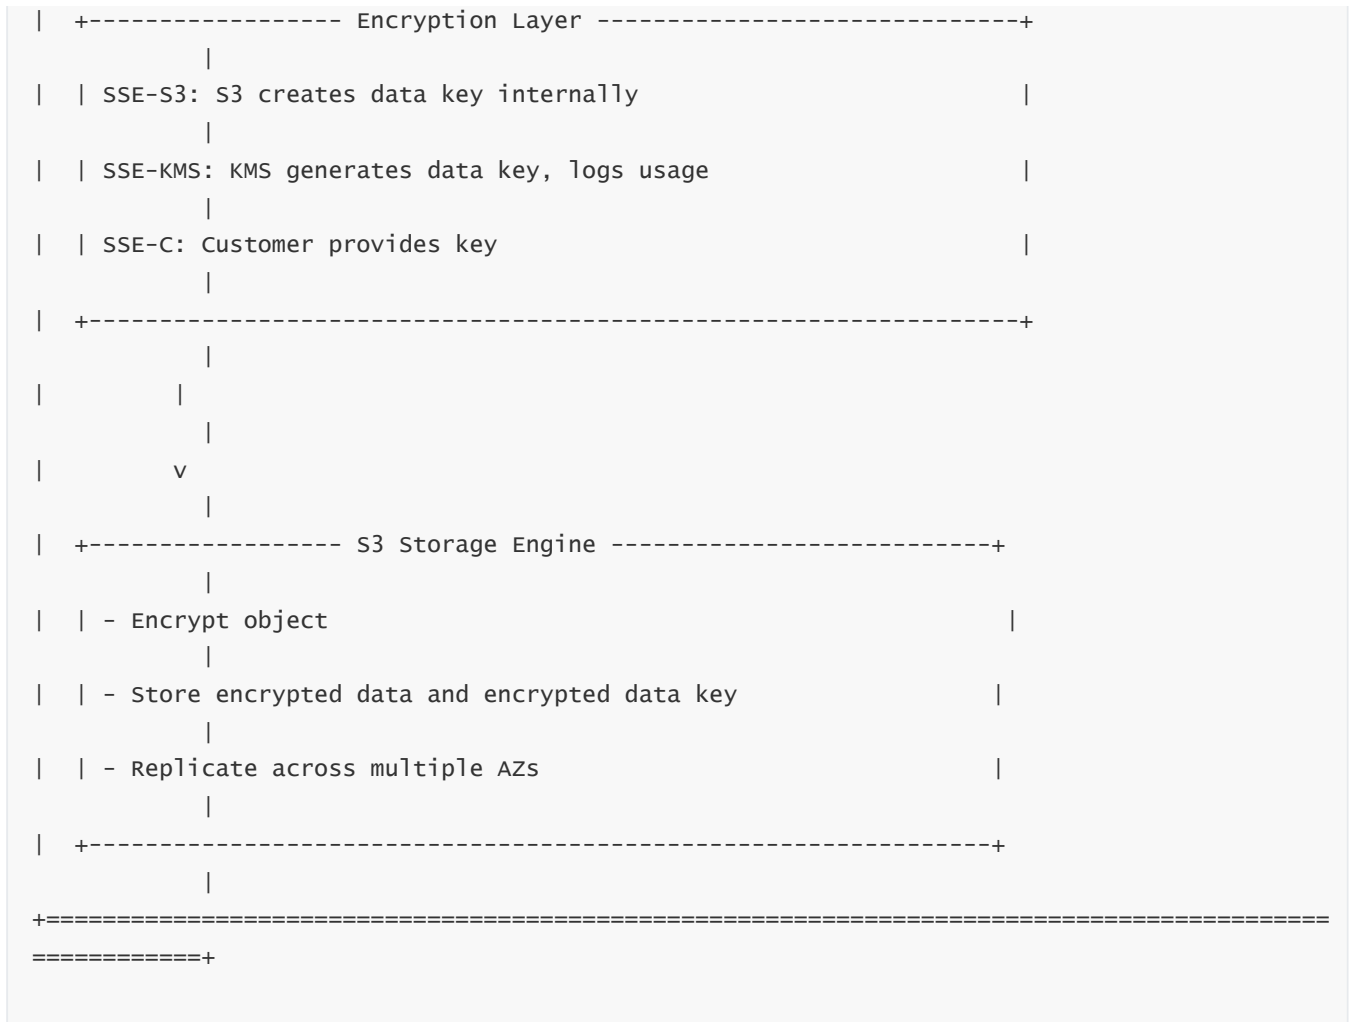 |  +------------------ Encryption Layer ------------------------------+
            |
|  | SSE-S3: S3 creates data key internally                           |
            |
|  | SSE-KMS: KMS generates data key, logs usage                      |
            |
|  | SSE-C: Customer provides key                                     |
            |
|  +------------------------------------------------------------------+
            |
|         |
            |
|         v
            |
|  +------------------ S3 Storage Engine ---------------------------+
            |
|  | - Encrypt object                                                |
            |
|  | - Store encrypted data and encrypted data key                  |
            |
|  | - Replicate across multiple AZs                                |
            |
|  +----------------------------------------------------------------+
            |
+===========================================================================================
============+